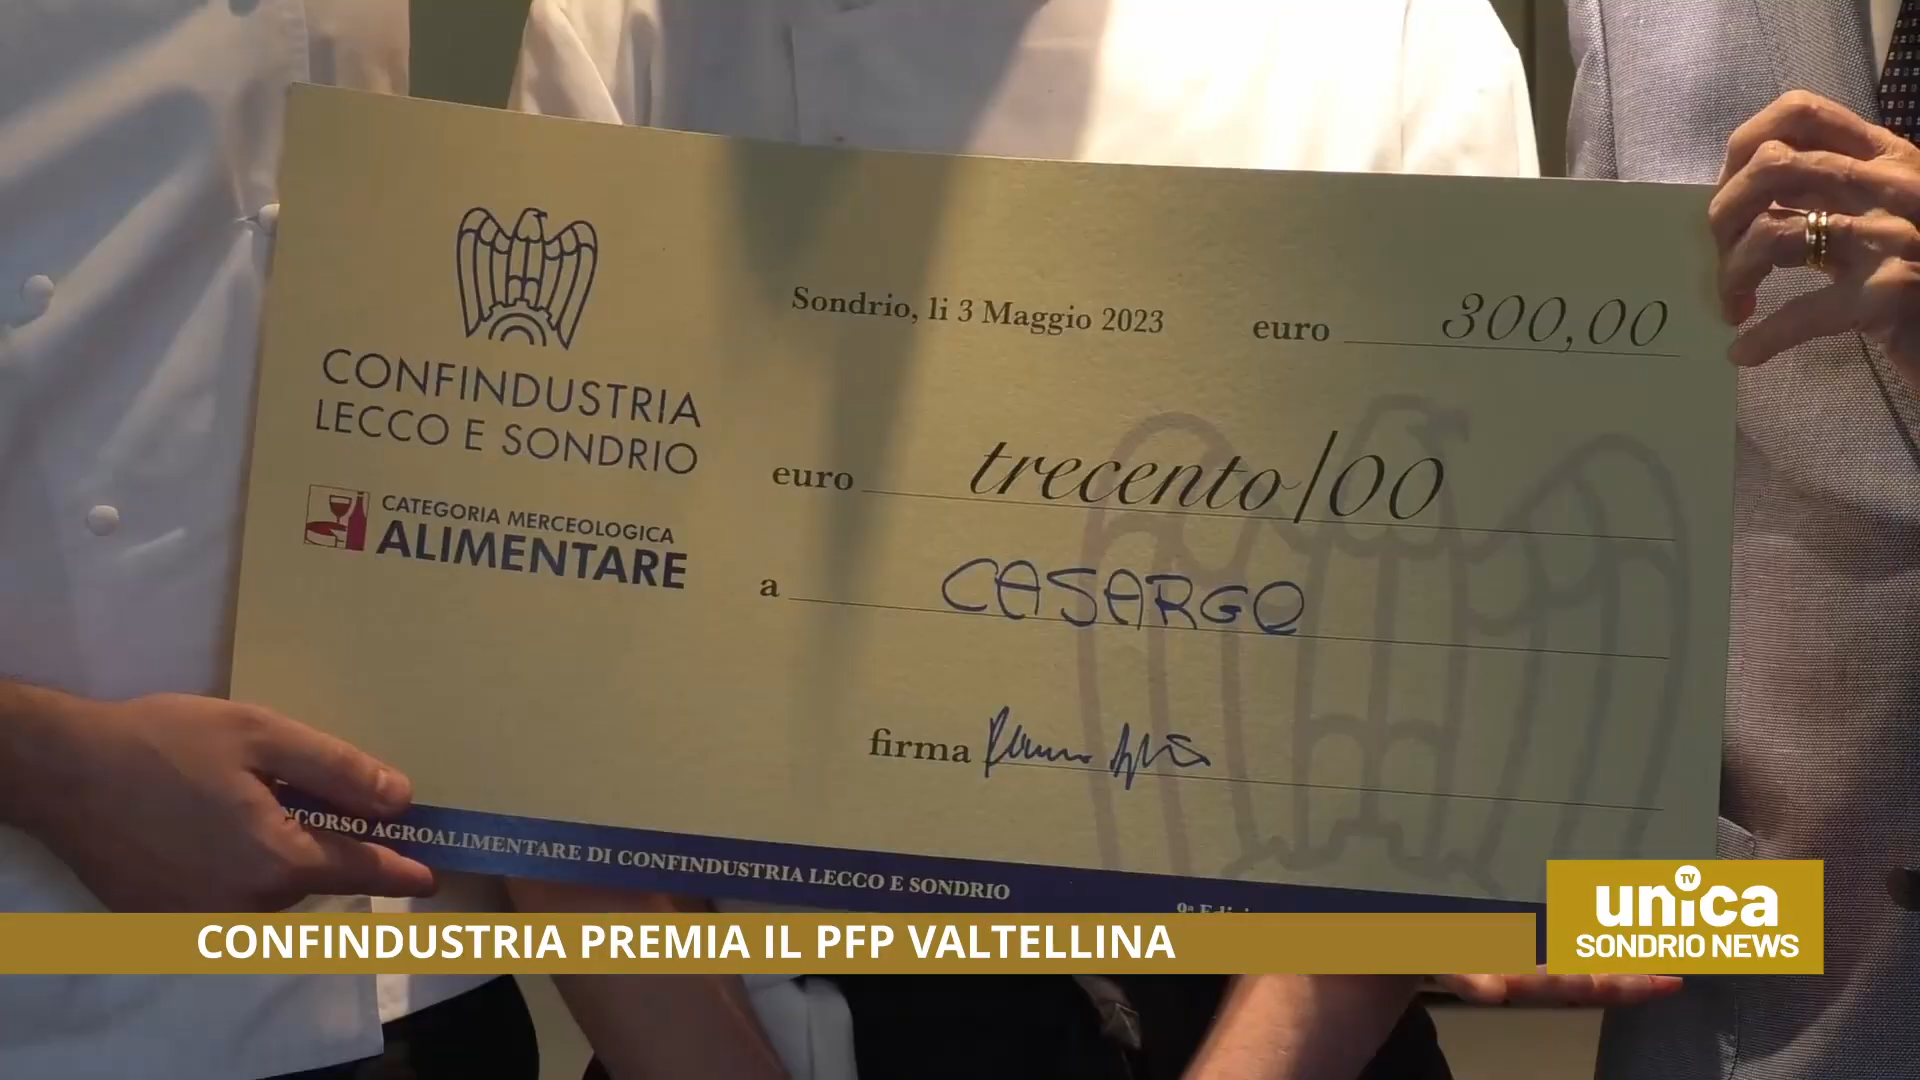 CONFINDUSTRIA
LECCO E SONDRIO
CATEGORIA MERCEOLOGICA
ALIMENTARE
Sondrio, li 3 Maggio 2023 euro 300,00
euro trecento/00
a CASARGO
firma
NCORSO AGROALIMENTARE DI CONFINDUSTRIA LECCO E SONDRIO
9ª
CONFINDUSTRIA PREMIA IL PFP VALTELLINA
unica TV
SONDRIO NEWS